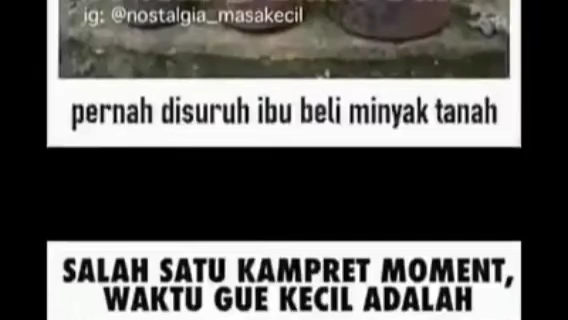 ig: @nostalgia_masakecil
pernah disuruh ibu beli minyak tanah
SALAH SATU KAMPRET MOMENT,
WAKTU GUE KECIL ADALAH